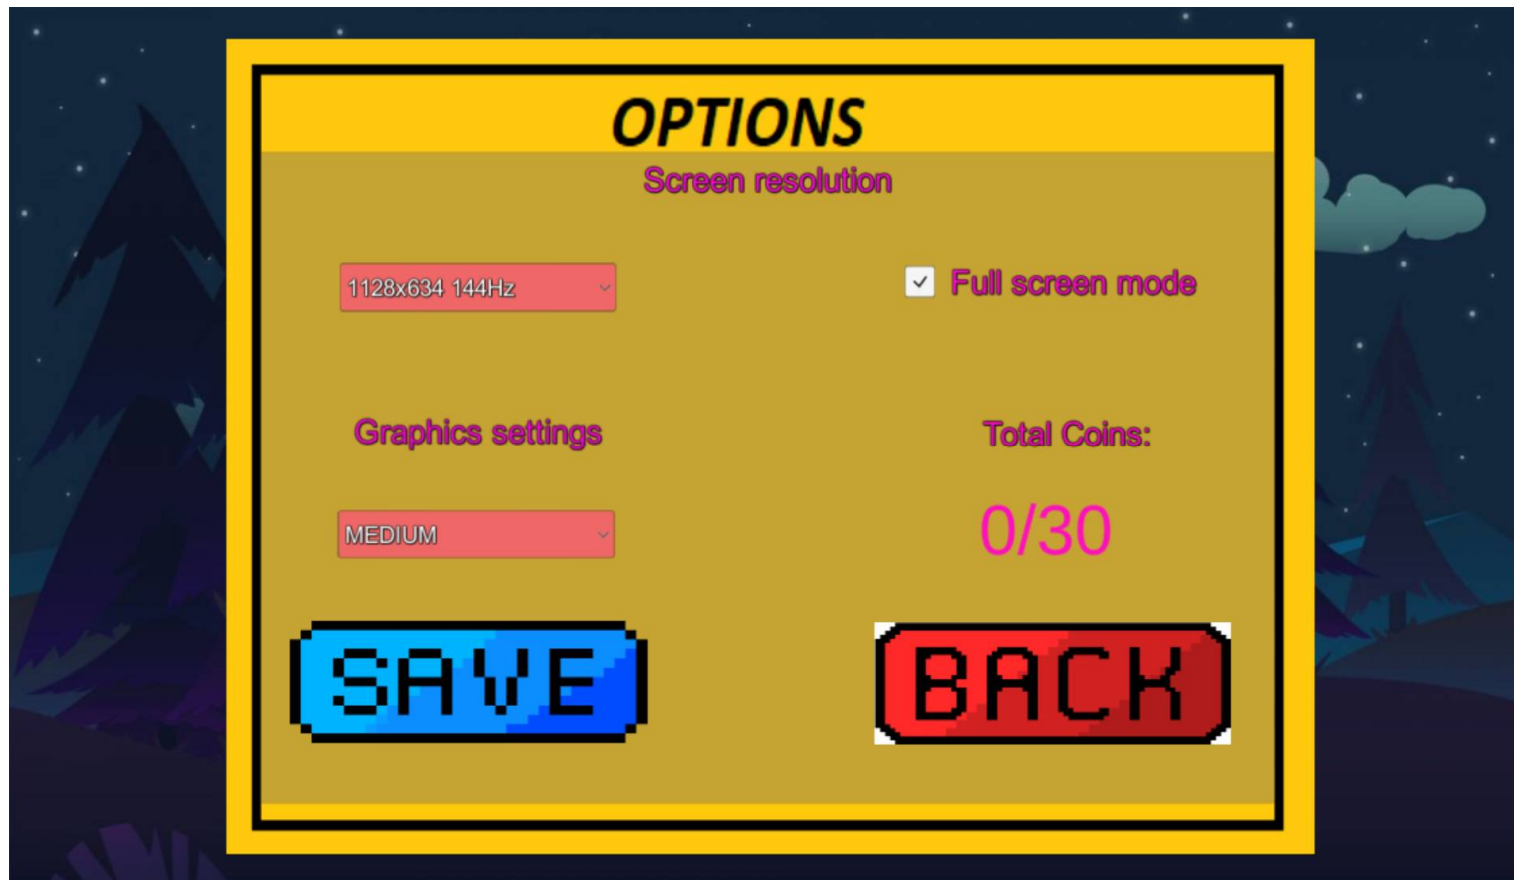 OPTIONS
Screen resolution
1128x634 144Hz
Full screen mode
Graphics settings
Total Coins:
MEDIUM
0/30
SAVE
BACK